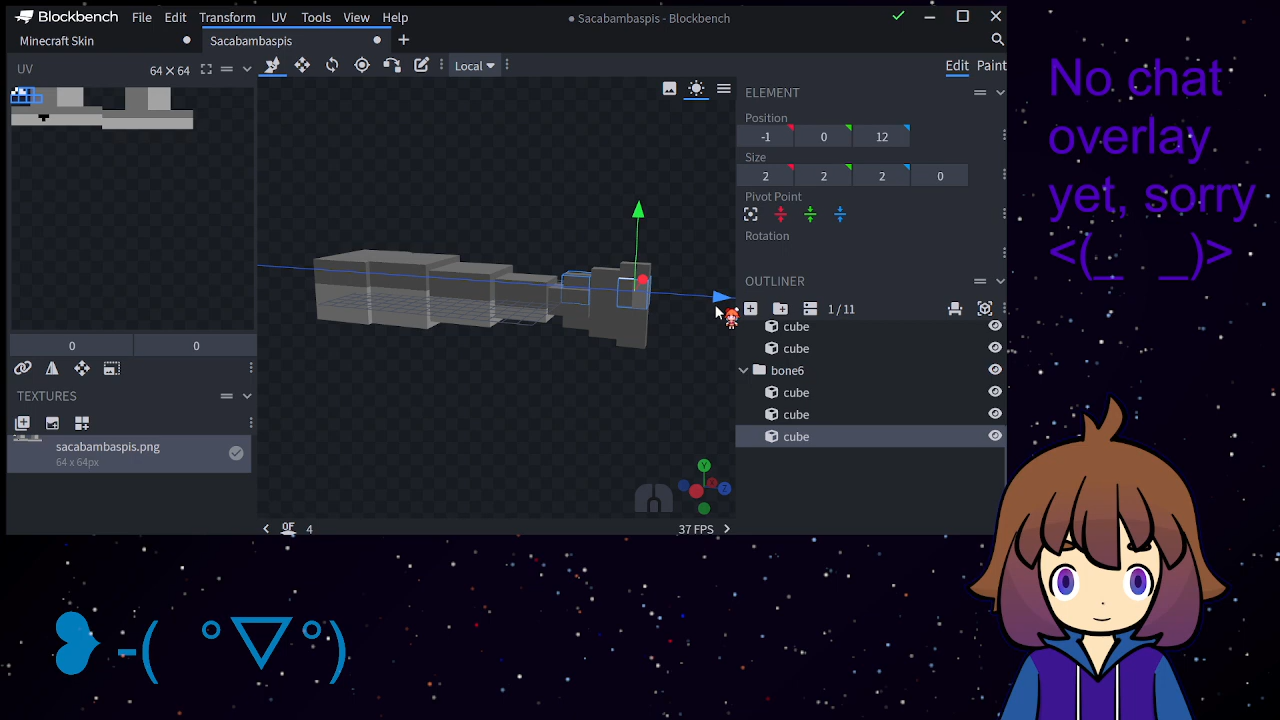 Blockbench File Edit Transform UV Tools View Help
● Sacabambaspis - Blockbench
Minecraft Skin
Sacabambaspis
UV
64 × 64
Local
Edit Paint
ELEMENT
Position
-1 0 12
Size
2 2 2 0
Pivot Point
Rotation
OUTLINER
1 / 11
cube
cube
bone6
cube
cube
cube
0 0
TEXTURES
sacabambaspis.png
64 x 64px
Y
X
Z
4
37 FPS
No chat
overlay
yet, sorry
<(_ _)>
❥-( °▽°)